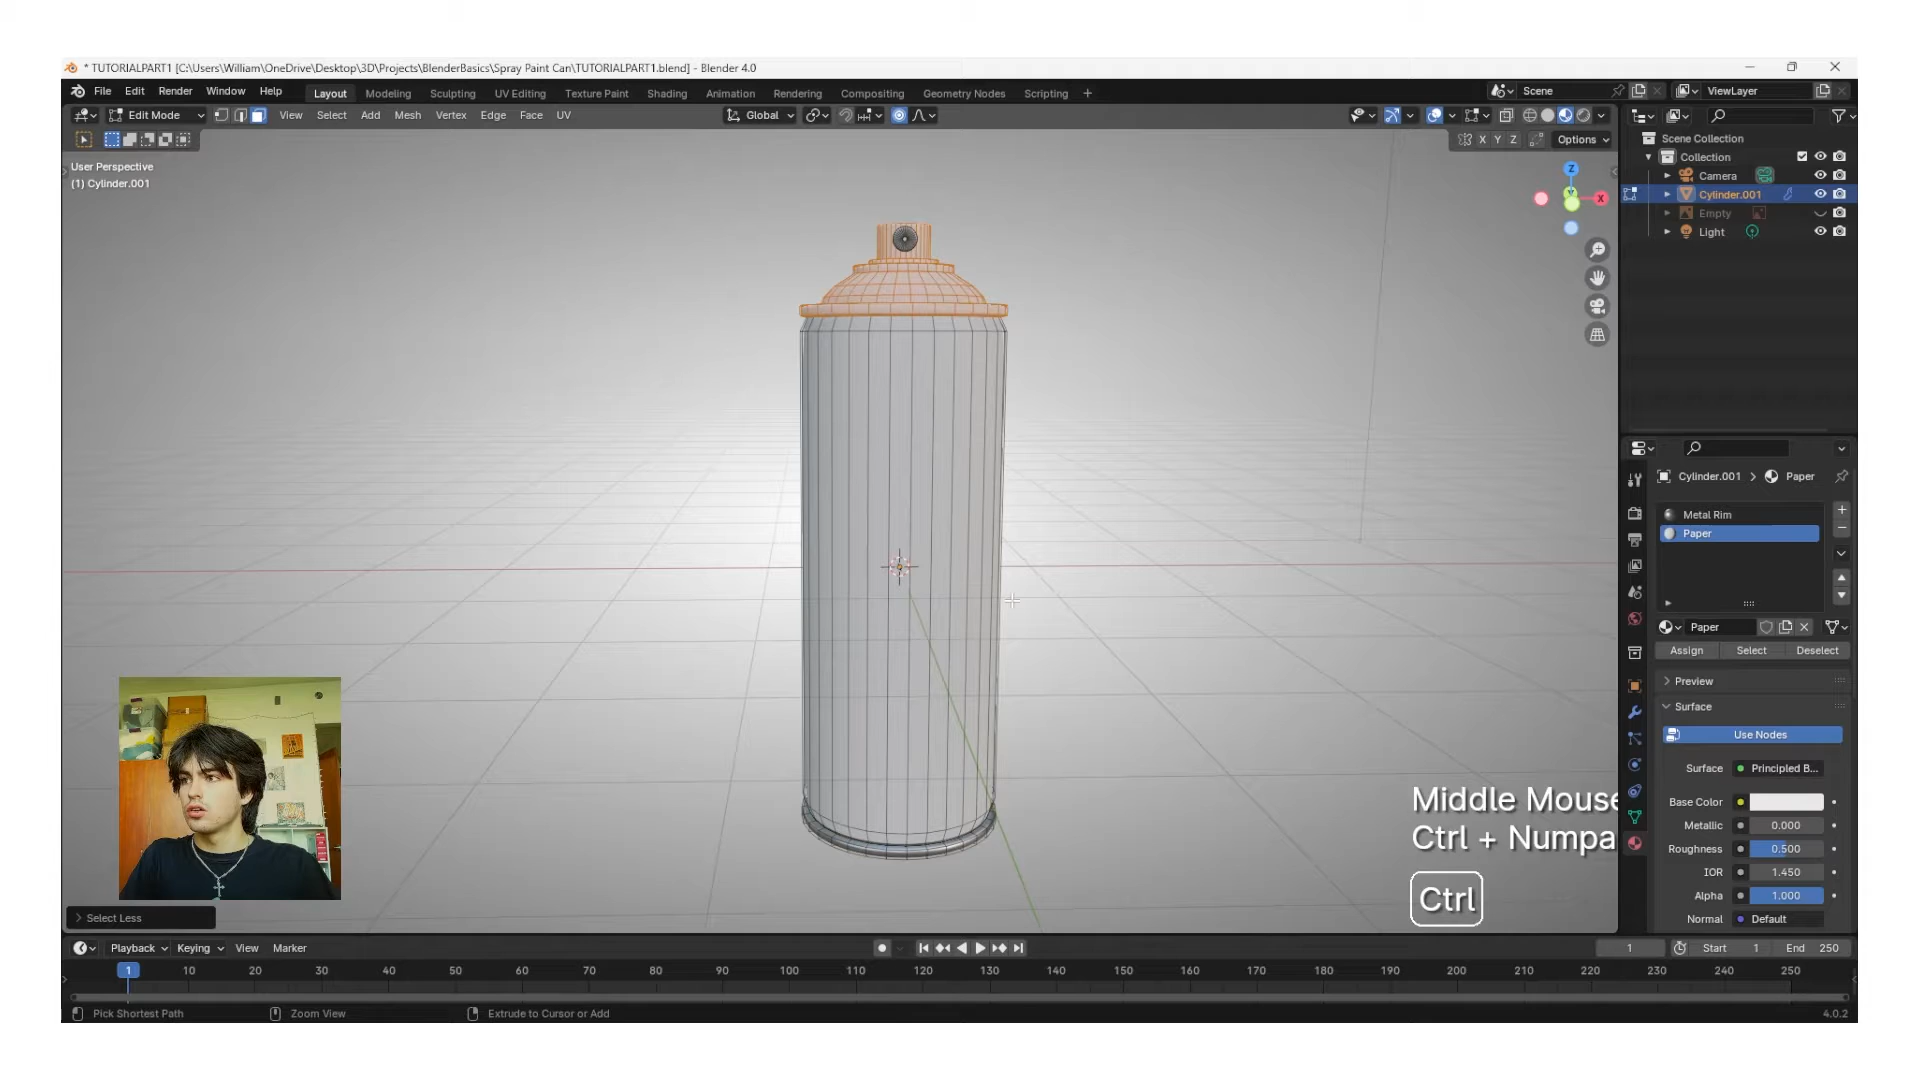 * TUTORIALPART1 [C:\Users\William\OneDrive\Desktop\3D\Projects\BlenderBasics\Spray Paint Can\TUTORIALPART1.blend] - Blender 4.0
File Edit Render Window Help Layout Modeling Sculpting UV Editing Texture Paint Shading Animation Rendering Compositing Geometry Nodes Scripting + Scene ViewLayer
Edit Mode View Select Add Mesh Vertex Edge Face UV Global
X Y Z Options
User Perspective
(1) Cylinder.001
Z
X
Scene Collection
Collection
Camera
Cylinder.001
Empty
Light
Cylinder.001 > Paper
Metal Rim
Paper
Paper
Assign Select Deselect
Preview
Surface
Use Nodes
Surface Principled B...
Base Color
Metallic 0.000
Roughness 0.500
IOR 1.450
Alpha 1.000
Normal Default
Middle Mouse
Ctrl + Numpa
Ctrl
Select Less
Playback Keying View Marker 1 Start 1 End 250
1 10 20 30 40 50 60 70 80 90 100 110 120 130 140 150 160 170 180 190 200 210 220 230 240 250
Pick Shortest Path Zoom View Extrude to Cursor or Add 4.0.2